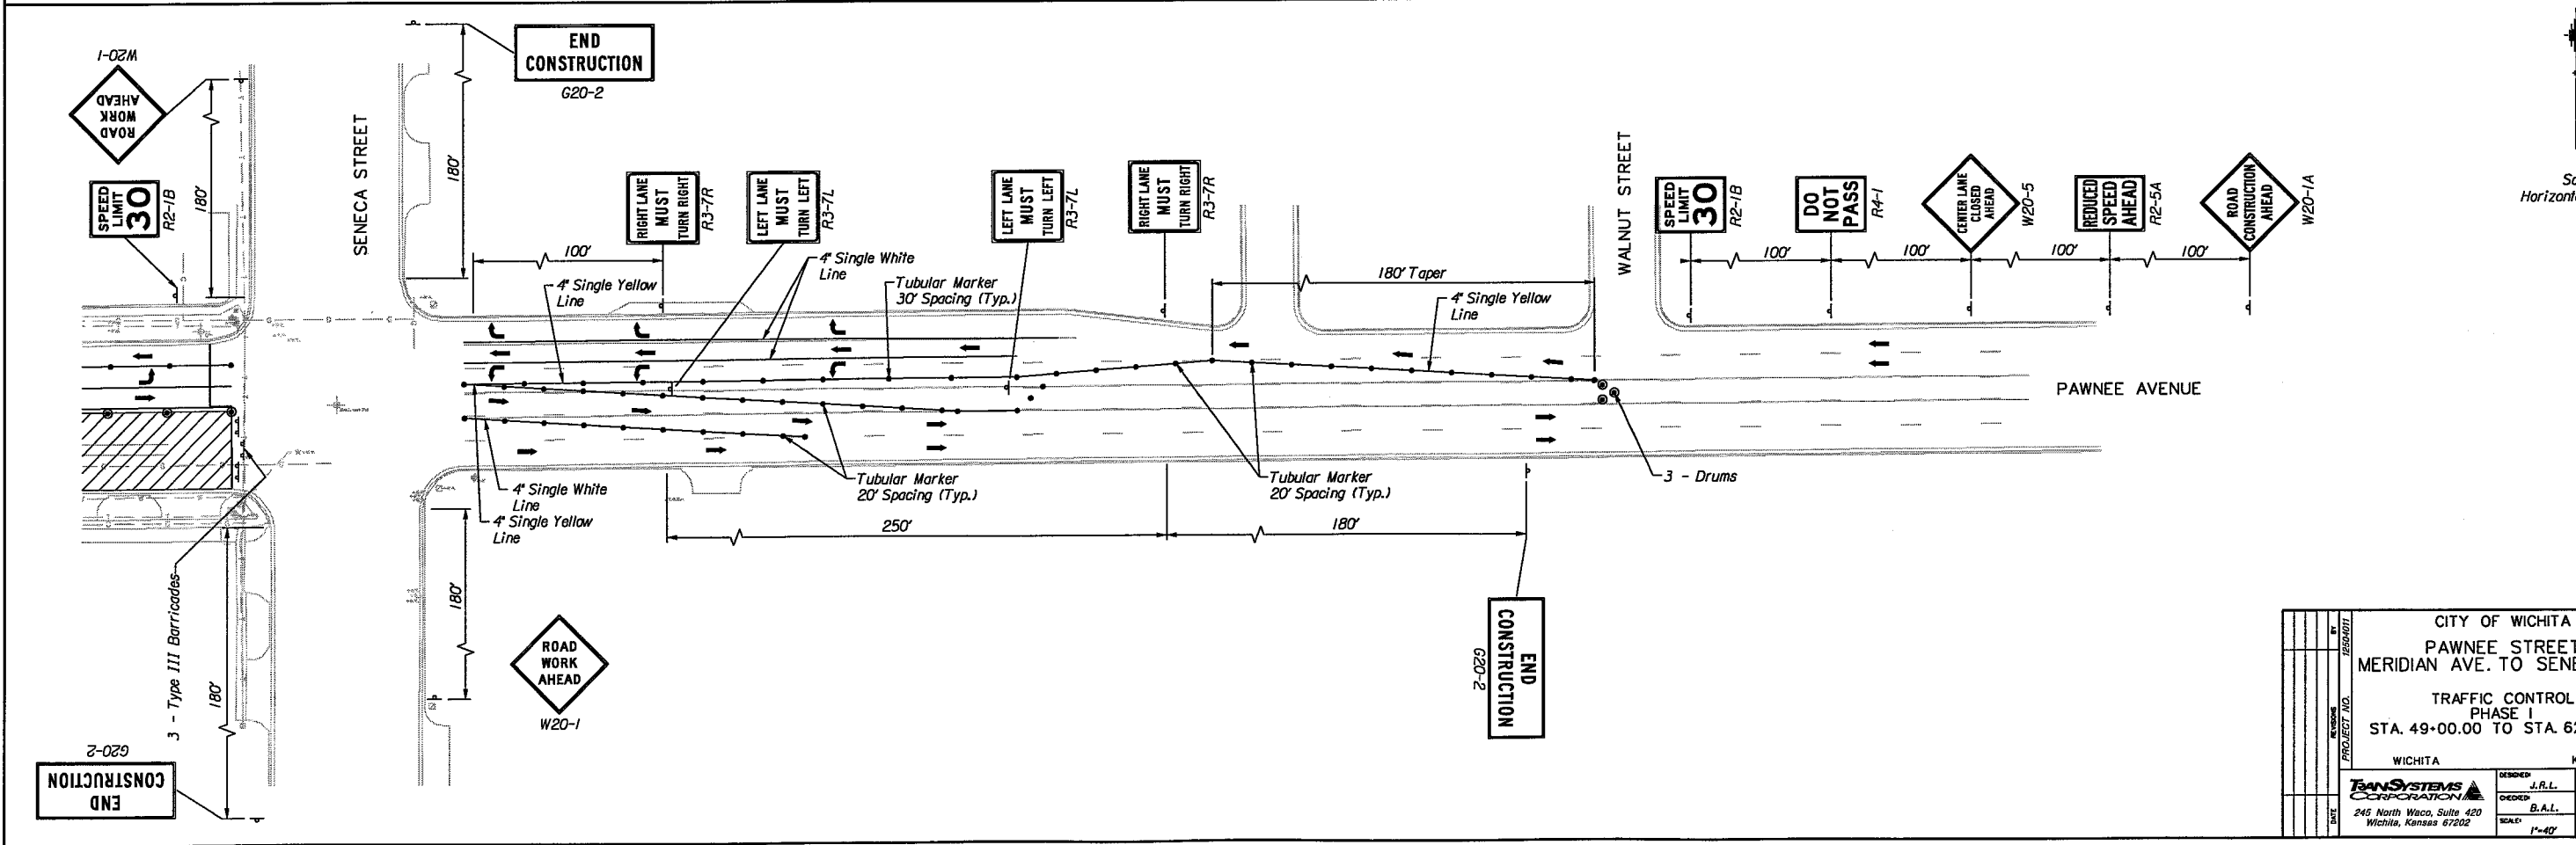 W20-1
ROAD
WORK
AHEAD
SPEED
LIMIT
30
R2-1B
180'
SENECA STREET
180'
END
CONSTRUCTION
G20-2
100'
4" Single Yellow
Line
RIGHT LANE
MUST
TURN RIGHT
R3-7R
LEFT LANE
MUST
TURN LEFT
R3-7L
4" Single White
Line
Tubular Marker
30' Spacing (Typ.)
LEFT LANE
MUST
TURN LEFT
R3-7L
RIGHT LANE
MUST
TURN RIGHT
R3-7R
180' Taper
4" Single Yellow
Line
WALNUT STREET
SPEED
LIMIT
30
R2-1B
100'
DO
NOT
PASS
R4-1
100'
CENTER LANE
CLOSED
AHEAD
W20-5
100'
REDUCED
SPEED
AHEAD
R2-5A
100'
ROAD
CONSTRUCTION
AHEAD
W20-1A
Horizont
PAWNEE AVENUE
4" Single White
Line
4" Single Yellow
Line
Tubular Marker
20' Spacing (Typ.)
Tubular Marker
20' Spacing (Typ.)
3 - Drums
250'
180'
180'
ROAD
WORK
AHEAD
W20-1
END
CONSTRUCTION
G20-2
3 - Type III Barricades
180'
G20-2
END
CONSTRUCTION
CITY OF WICHITA
PAWNEE STREET
MERIDIAN AVE. TO SENE
TRAFFIC CONTROL
PHASE I
STA. 49+00.00 TO STA. 62
WICHITA
BY
REVISIONS
DATE
PROJECT NO.
12504011
TRANSYSTEMS
CORPORATION
245 North Waco, Suite 420
Wichita, Kansas 67202
DESIGNED:
J.R.L.
CHECKED:
B.A.L.
SCALE:
1"=40'